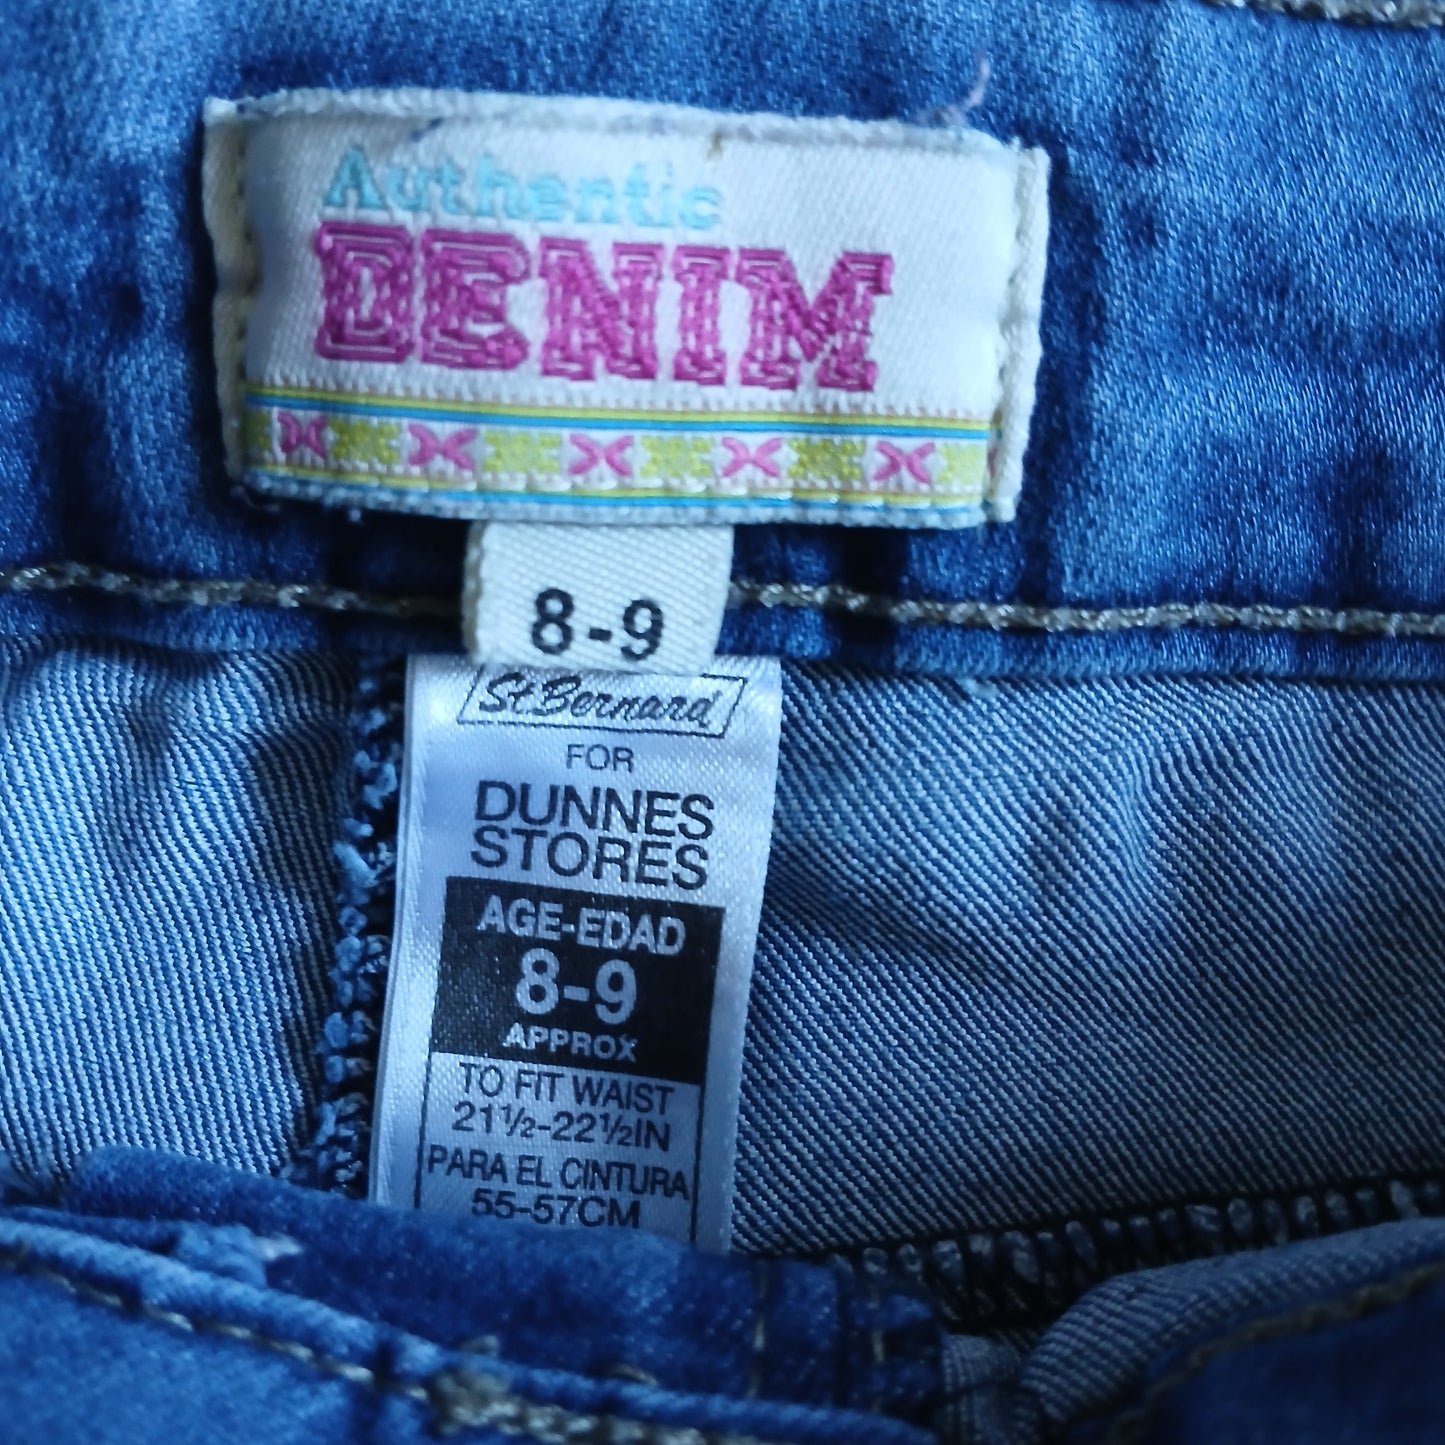 Authentic
DENIM
8-9
St.Bernard
FOR
DUNNES
STORES
AGE-EDAD
8-9
APPROX
TO FIT WAIST
21½-22½IN
PARA EL CINTURA
55-57CM